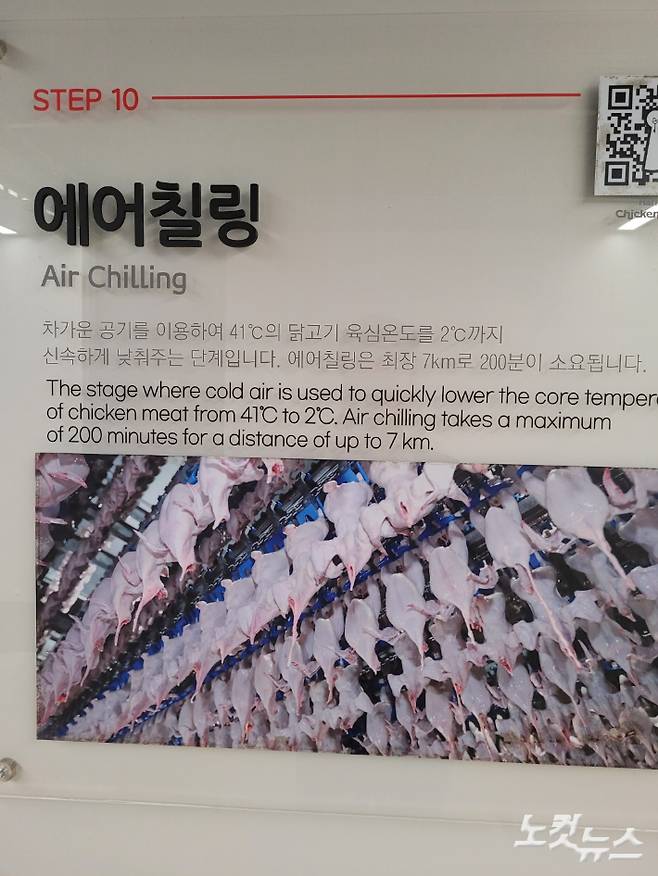 STEP 10
에어칠링
Air Chilling
Chicken
차가운 공기를 이용하여 41℃의 닭고기 육심온도를 2℃까지
신속하게 낮춰주는 단계입니다. 에어칠링은 최장 7km로 200분이 소요됩니다.
The stage where cold air is used to quickly lower the core
of chicken meat from 41℃ to 2℃. Air chilling takes a maximum
of 200 minutes for a distance of up to 7 km.
노컷뉴스